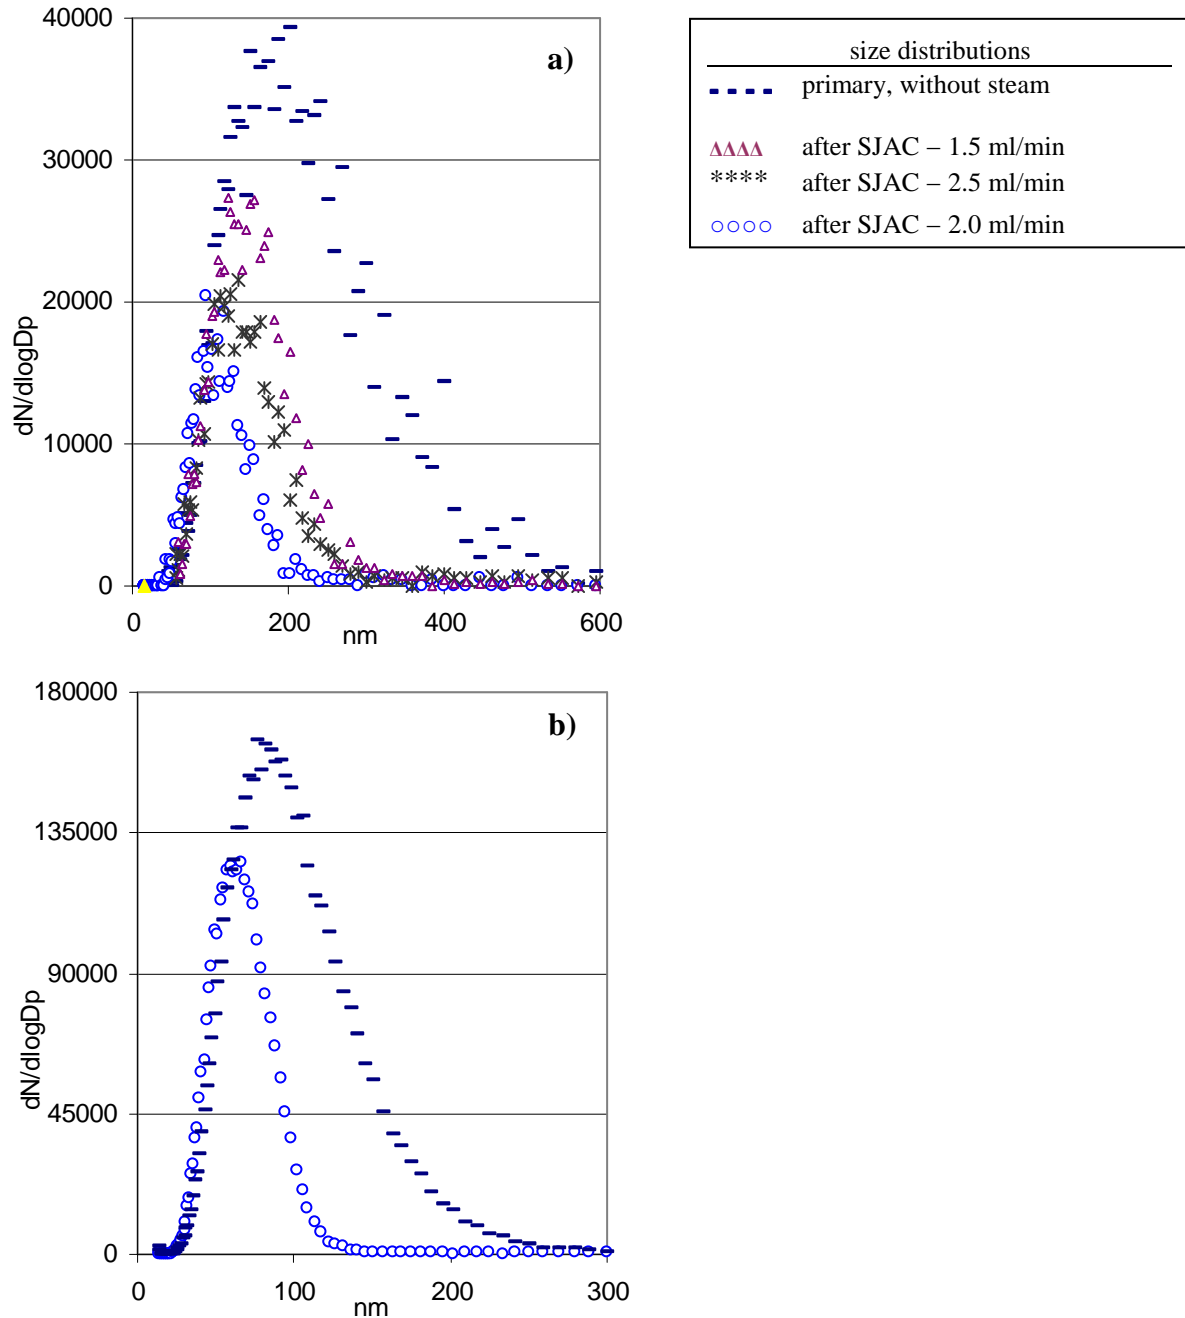 40000
30000
20000
10000
0
dN/dlogDp
a)
0 200 400 600
nm
size distributions
primary, without steam
after SJAC – 1.5 ml/min
**** after SJAC – 2.5 ml/min
after SJAC – 2.0 ml/min
180000
135000
90000
45000
0
dN/dlogDp
b)
0 100 200 300
nm